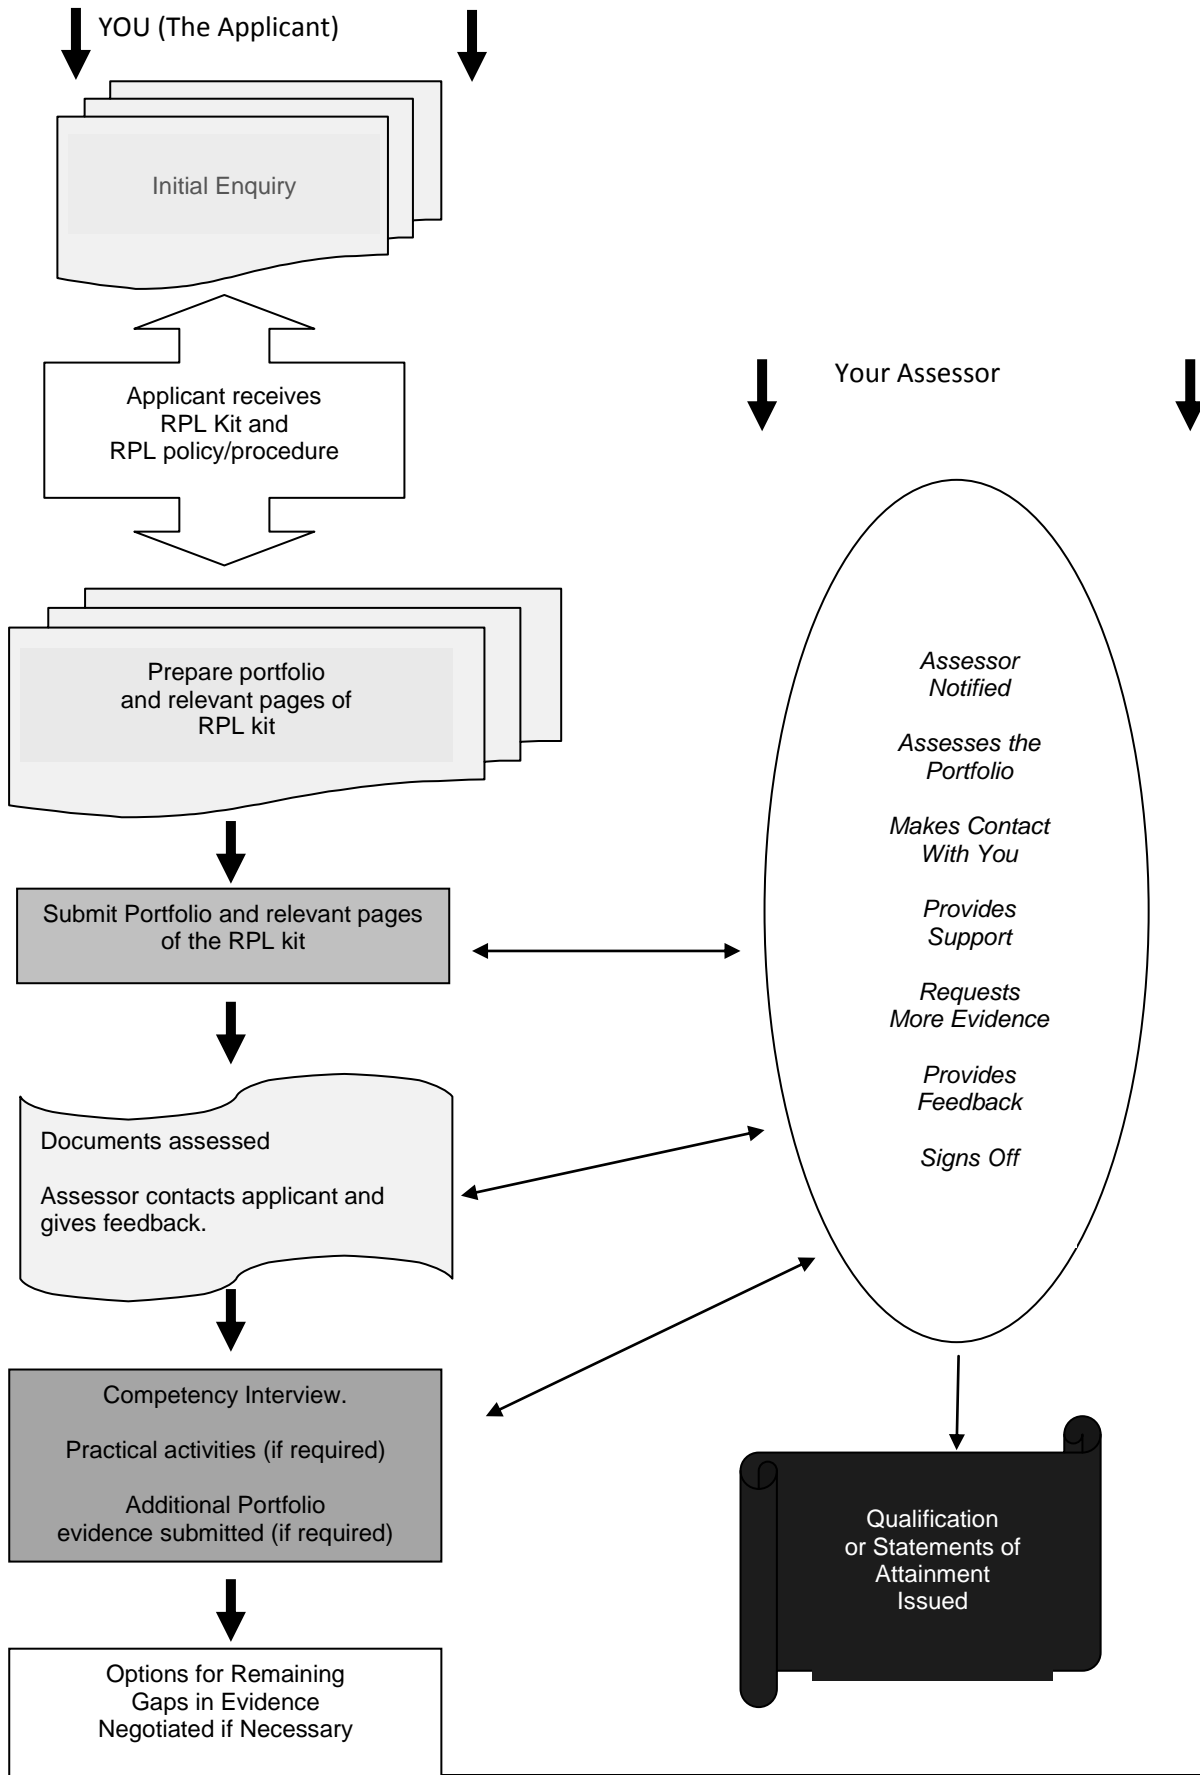 YOU (The Applicant)
Initial Enquiry
Applicant receives
RPL Kit and
RPL policy/procedure
Prepare portfolio
and relevant pages of
RPL kit
Submit Portfolio and relevant pages
of the RPL kit
Documents assessed
Assessor contacts applicant and
gives feedback.
Competency Interview.
Practical activities (if required)
Additional Portfolio
evidence submitted (if required)
Options for Remaining
Gaps in Evidence
Negotiated if Necessary
Your Assessor
Assessor
Notified
Assesses the
Portfolio
Makes Contact
With You
Provides
Support
Requests
More Evidence
Provides
Feedback
Signs Off
Qualification
or Statements of
Attainment
Issued